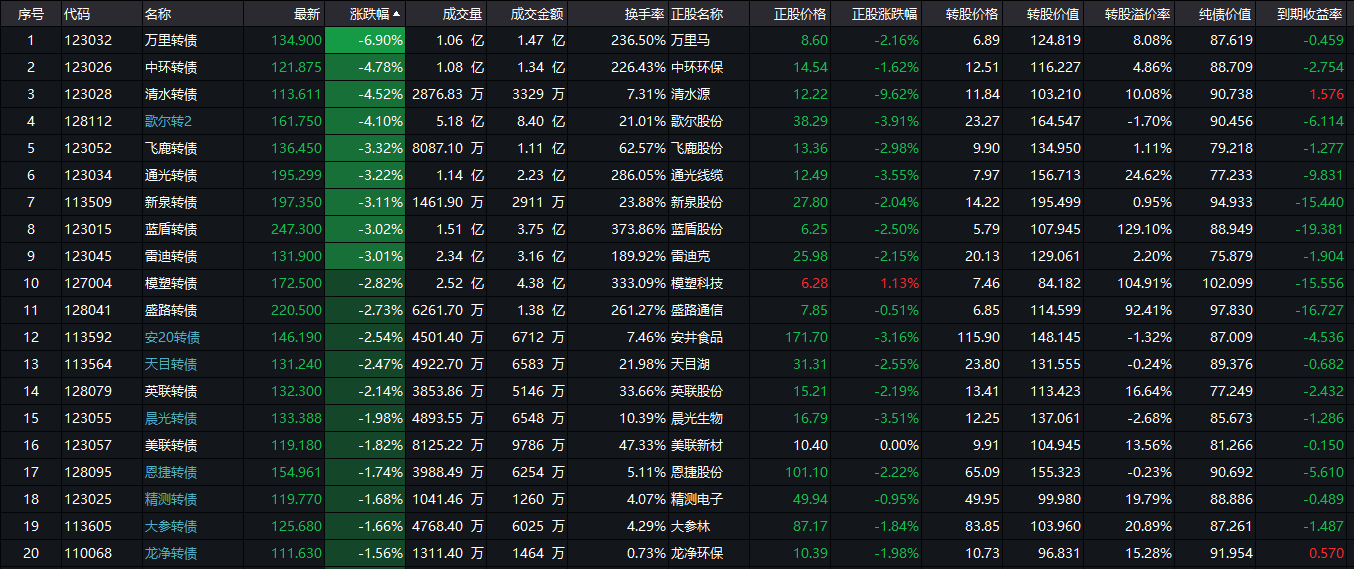 序号 代码 名称 最新 涨跌幅 成交量 成交金额 换手率 正股名称 正股价格 正股涨跌幅 转股价格 转股价值 转股溢价率 纯债价值 到期收益率
1 123032 万里转债 134.900 -6.90% 1.06 亿 1.47 亿 236.50% 万里马 8.60 -2.16% 6.89 124.819 8.08% 87.619 -0.459
2 123026 中环转债 121.875 -4.78% 1.08 亿 1.34 亿 226.43% 中环环保 14.54 -1.62% 12.51 116.227 4.86% 88.709 -2.754
3 123028 清水转债 113.611 -4.52% 2876.83 万 3329 万 7.31% 清水源 12.22 -9.62% 11.84 103.210 10.08% 90.738 1.576
4 128112 歌尔转2 161.750 -4.10% 5.18 亿 8.40 亿 21.01% 歌尔股份 38.29 -3.91% 23.27 164.547 -1.70% 90.456 -6.114
5 123052 飞鹿转债 136.450 -3.32% 8087.10 万 1.11 亿 62.57% 飞鹿股份 13.36 -2.98% 9.90 134.950 1.11% 79.218 -1.277
6 123034 通光转债 195.299 -3.22% 1.14 亿 2.23 亿 286.05% 通光线缆 12.49 -3.55% 7.97 156.713 24.62% 77.233 -9.831
7 113509 新泉转债 197.350 -3.11% 1461.90 万 2911 万 23.88% 新泉股份 27.80 -2.04% 14.22 195.499 0.95% 94.933 -15.440
8 123015 蓝盾转债 247.300 -3.02% 1.51 亿 3.75 亿 373.86% 蓝盾股份 6.25 -2.50% 5.79 107.945 129.10% 88.949 -19.381
9 123045 雷迪转债 131.900 -3.01% 2.34 亿 3.16 亿 189.92% 雷迪克 25.98 -2.15% 20.13 129.061 2.20% 75.879 -1.904
10 127004 模塑转债 172.500 -2.82% 2.52 亿 4.38 亿 333.09% 模塑科技 6.28 1.13% 7.46 84.182 104.91% 102.099 -15.556
11 128041 盛路转债 220.500 -2.73% 6261.70 万 1.38 亿 261.27% 盛路通信 7.85 -0.51% 6.85 114.599 92.41% 97.830 -16.727
12 113592 安20转债 146.190 -2.54% 4501.40 万 6712 万 7.46% 安井食品 171.70 -3.16% 115.90 148.145 -1.32% 87.009 -4.536
13 113564 天目转债 131.240 -2.47% 4922.70 万 6583 万 21.98% 天目湖 31.31 -2.55% 23.80 131.555 -0.24% 89.376 -0.682
14 128079 英联转债 132.300 -2.14% 3853.86 万 5146 万 33.66% 英联股份 15.21 -2.19% 13.41 113.423 16.64% 77.249 -2.432
15 123055 晨光转债 133.388 -1.98% 4893.55 万 6548 万 10.39% 晨光生物 16.79 -3.51% 12.25 137.061 -2.68% 85.673 -1.286
16 123057 美联转债 119.180 -1.82% 8125.22 万 9786 万 47.33% 美联新材 10.40 0.00% 9.91 104.945 13.56% 81.266 -0.150
17 128095 恩捷转债 154.961 -1.74% 3988.49 万 6254 万 5.11% 恩捷股份 101.10 -2.22% 65.09 155.323 -0.23% 90.692 -5.610
18 123025 精测转债 119.770 -1.68% 1041.46 万 1260 万 4.07% 精测电子 49.94 -0.95% 49.95 99.980 19.79% 88.886 -0.489
19 113605 大参转债 125.680 -1.66% 4768.40 万 6025 万 4.29% 大参林 87.17 -1.84% 83.85 103.960 20.89% 87.261 -1.487
20 110068 龙净转债 111.630 -1.56% 1311.40 万 1464 万 0.73% 龙净环保 10.39 -1.98% 10.73 96.831 15.28% 91.954 0.570